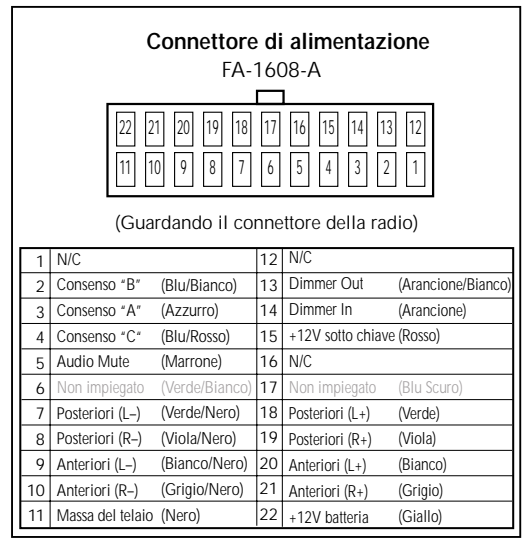 Connettore di alimentazione
FA-1608-A
22 21 20 19 18 17 16 15 14 13 12
11 10 9 8 7 6 5 4 3 2 1
(Guardando il connettore della radio)
1 N/C 12 N/C
2 Consenso "B" (Blu/Bianco) 13 Dimmer Out (Arancione/Bianco)
3 Consenso "A" (Azzurro) 14 Dimmer In (Arancione)
4 Consenso "C" (Blu/Rosso) 15 +12V sotto chiave (Rosso)
5 Audio Mute (Marrone) 16 N/C
6 Non impiegato (Verde/Bianco) 17 Non impiegato (Blu Scuro)
7 Posteriori (L–) (Verde/Nero) 18 Posteriori (L+) (Verde)
8 Posteriori (R–) (Viola/Nero) 19 Posteriori (R+) (Viola)
9 Anteriori (L–) (Bianco/Nero) 20 Anteriori (L+) (Bianco)
10 Anteriori (R–) (Grigio/Nero) 21 Anteriori (R+) (Grigio)
11 Massa del telaio (Nero) 22 +12V batteria (Giallo)